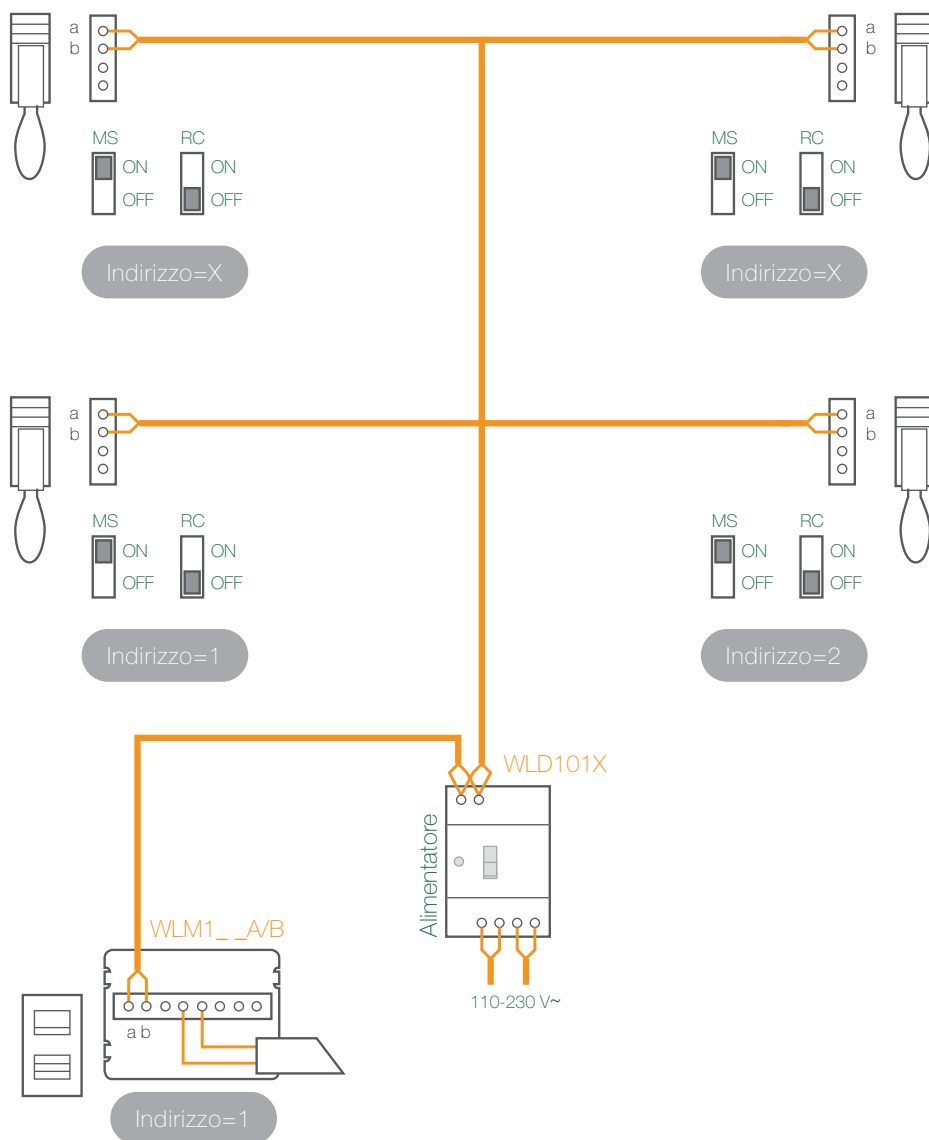 a
b
MS RC
ON ON
OFF OFF
Indirizzo=X
a
b
MS RC
ON ON
OFF OFF
Indirizzo=X
a
b
MS RC
ON ON
OFF OFF
Indirizzo=1
a
b
MS RC
ON ON
OFF OFF
Indirizzo=2
WLD101X
Alimentatore
110-230 V~
WLM1_ _A/B
a b
Indirizzo=1